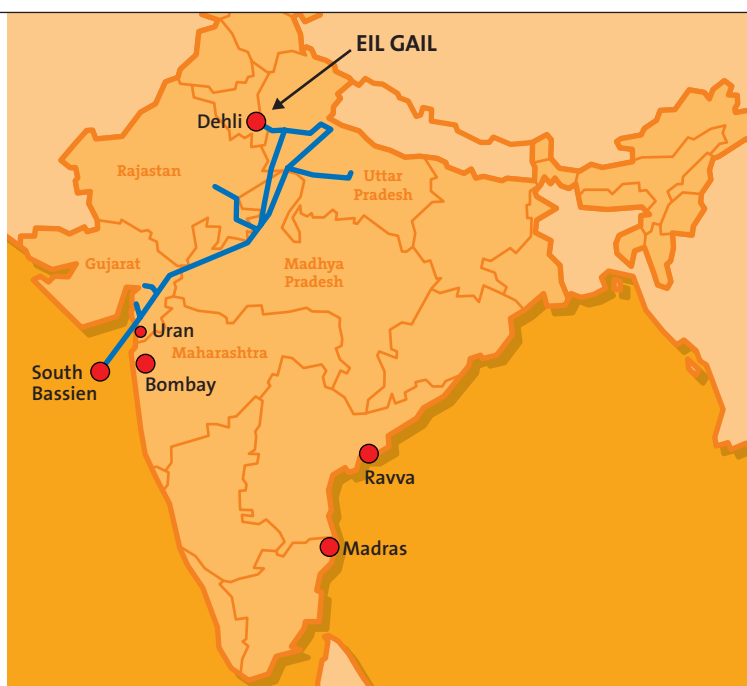 EIL GAIL
Dehli
Rajastan
Uttar
Pradesh
Gujarat
Madhya
Pradesh
Uran
Maharashtra
South
Bassien
Bombay
Ravva
Madras